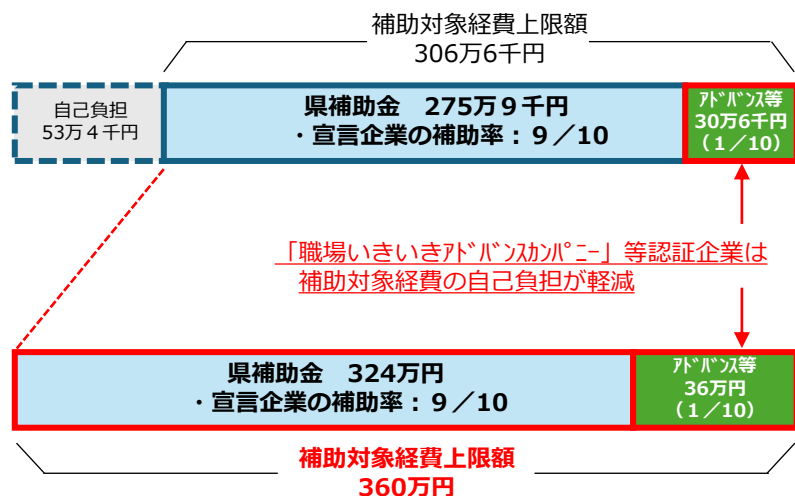 補助対象経費上限額
306万6千円
自己負担
53万４千円
県補助金　275万９千円
・宣言企業の補助率：９／10
ｱﾄﾞﾊﾞﾝｽ等
30万6千円
（１／10）
「職場いきいきｱﾄﾞﾊﾞﾝｽｶﾝﾊﾟﾆｰ」等認証企業は
補助対象経費の自己負担が軽減
県補助金　324万円
・宣言企業の補助率：９／10
ｱﾄﾞﾊﾞﾝｽ等
36万円
（１／10）
補助対象経費上限額
360万円